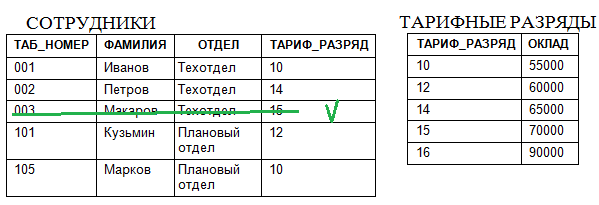 СОТРУДНИКИ
ТАБ_НОМЕР ФАМИЛИЯ ОТДЕЛ ТАРИФ_РАЗРЯД
001 Иванов Техотдел 10
002 Петров Техотдел 14
003 Макаров Техотдел 15
101 Кузьмин Плановый отдел 12
105 Марков Плановый отдел 10
ТАРИФНЫЕ РАЗРЯДЫ
ТАРИФ_РАЗРЯД ОКЛАД
10 55000
12 60000
14 65000
15 70000
16 90000